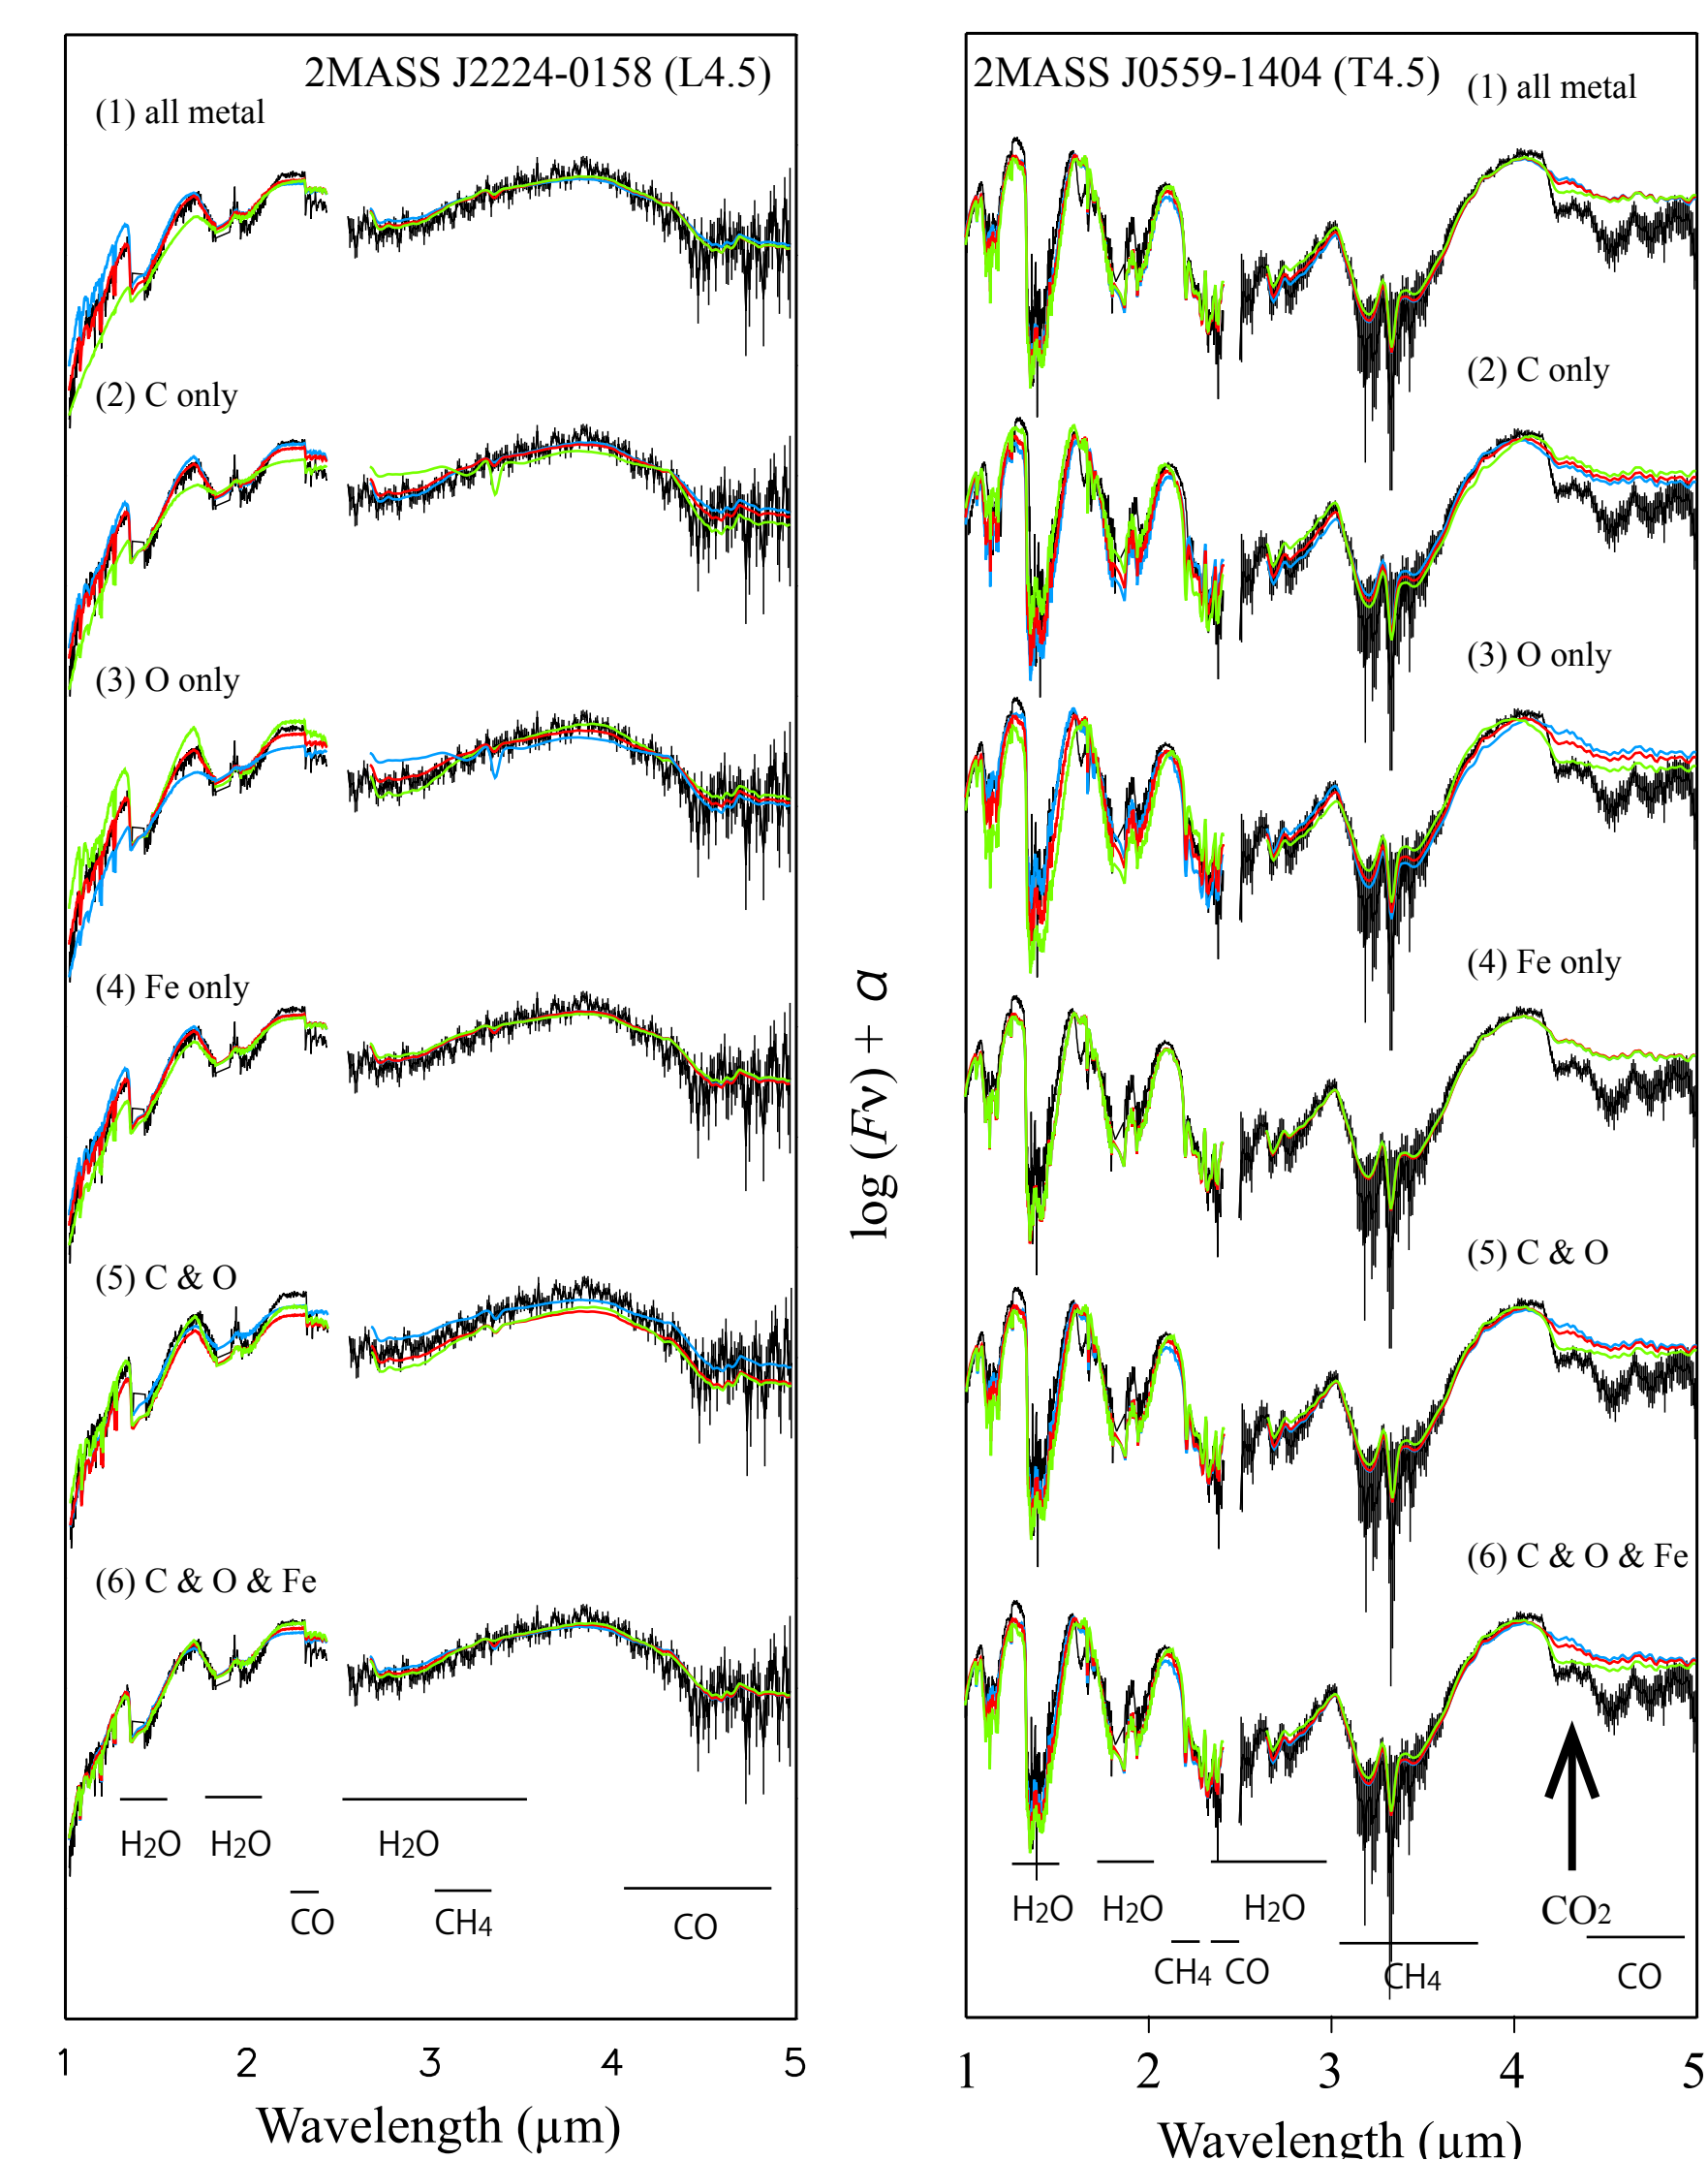 2MASS J2224-0158 (L4.5)
(1) all metal
(2) C only
(3) O only
(4) Fe only
(5) C & O
(6) C & O & Fe
H2O
H2O
H2O
CO
CH4
CO
1 2 3 4 5
Wavelength (μm)
log (Fν) + α
2MASS J0559-1404 (T4.5)
(1) all metal
(2) C only
(3) O only
(4) Fe only
(5) C & O
(6) C & O & Fe
H2O
H2O
H2O
CO2
CH4
CO
CH4
CO
1 2 3 4 5
Wavelength (μm)